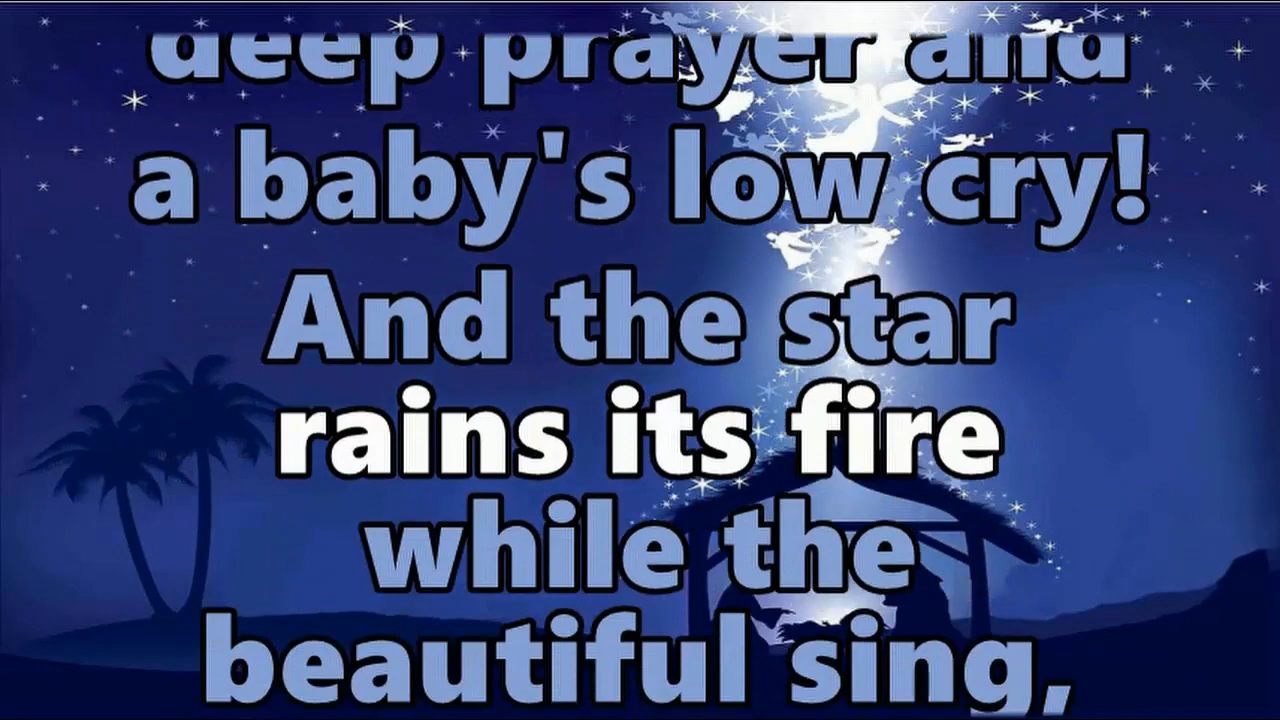 deep prayer and
a baby's low cry!
And the star
rains its fire
while the
beautiful sing,